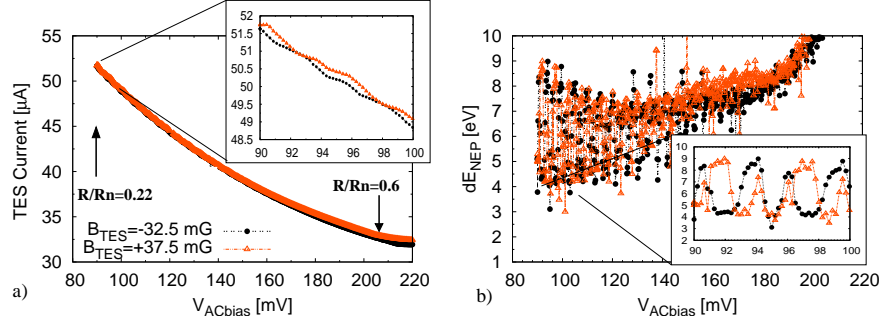 52
51.5
51
50.5
50
49.5
49
48.5
90 92 94 96 98 100
55
50
45
40
35
30
TES Current [µA]
R/Rn=0.22
R/Rn=0.6
B_TES=-32.5 mG
B_TES=+37.5 mG
80 100 120 140 160 180 200 220
V_ACbias [mV]
a)
10
9
8
7
6
5
4
3
2
dE_NEP [eV]
9
8
7
6
5
4
3
2
90 92 94 96 98 100
80 100 120 140 160 180 200 220
V_ACbias [mV]
b)